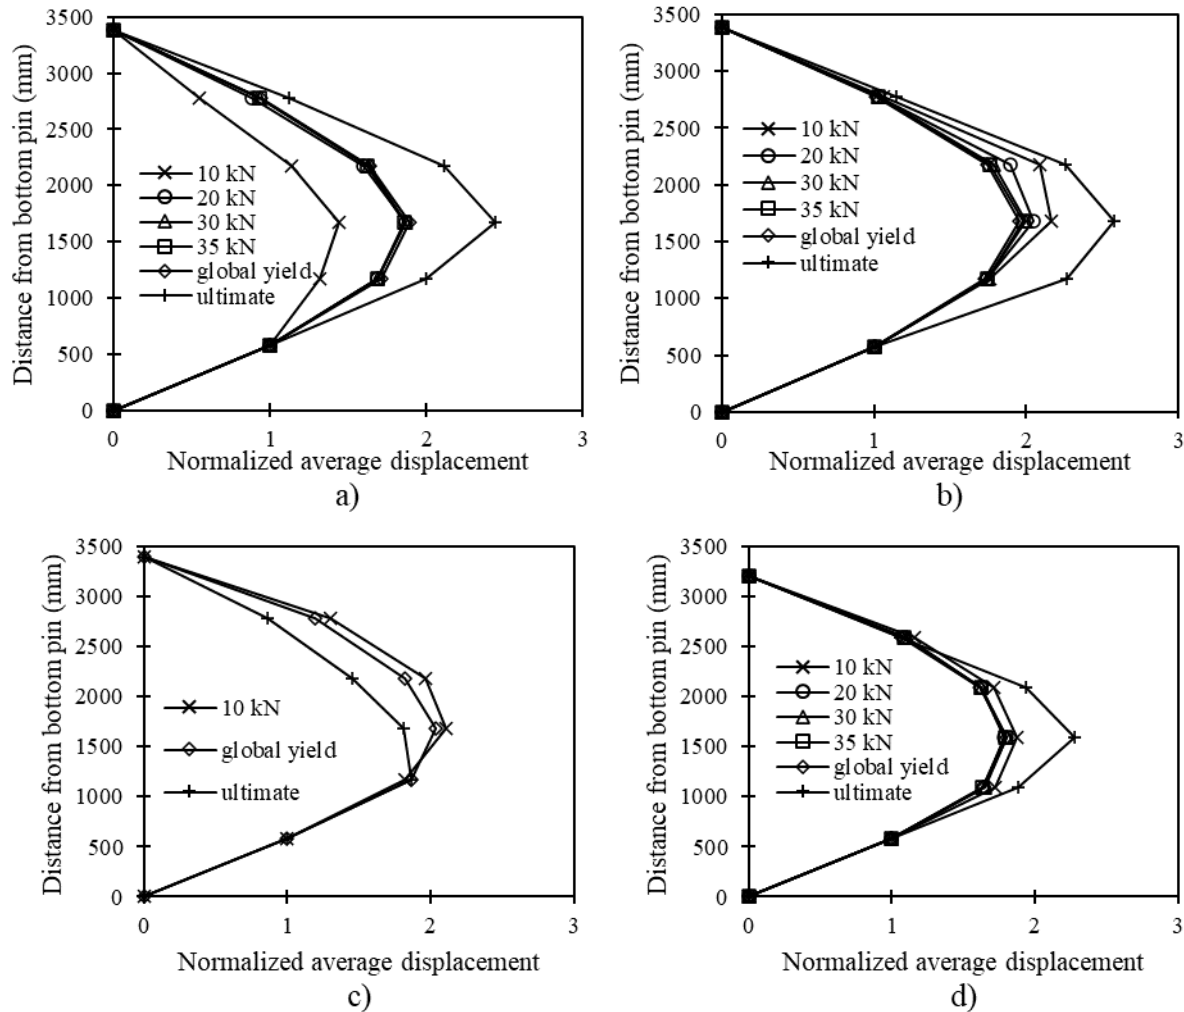 Distance from bottom pin (mm)
3500
3000
2500
2000
1500
1000
500
0
10 kN
20 kN
30 kN
35 kN
global yield
ultimate
0 1 2 3
Normalized average displacement
a)
Distance from bottom pin (mm)
3500
3000
2500
2000
1500
1000
500
0
10 kN
20 kN
30 kN
35 kN
global yield
ultimate
0 1 2 3
Normalized average displacement
b)
Distance from bottom pin (mm)
3500
3000
2500
2000
1500
1000
500
0
10 kN
global yield
ultimate
0 1 2 3
Normalized average displacement
c)
Distance from bottom pin (mm)
3500
3000
2500
2000
1500
1000
500
0
10 kN
20 kN
30 kN
35 kN
global yield
ultimate
0 1 2 3
Normalized average displacement
d)